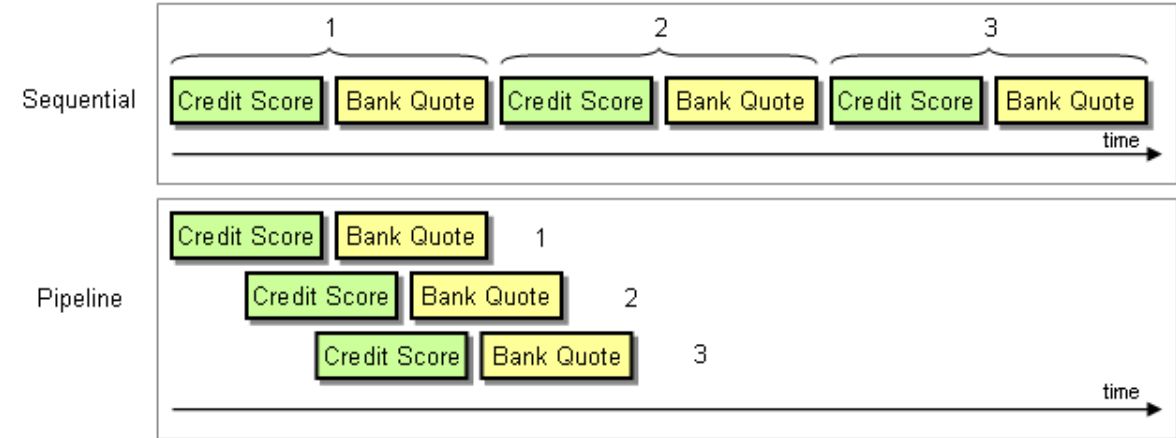 1 2 3
Sequential Credit Score Bank Quote Credit Score Bank Quote Credit Score Bank Quote
time
Credit Score Bank Quote 1
Pipeline Credit Score Bank Quote 2
Credit Score Bank Quote 3
time